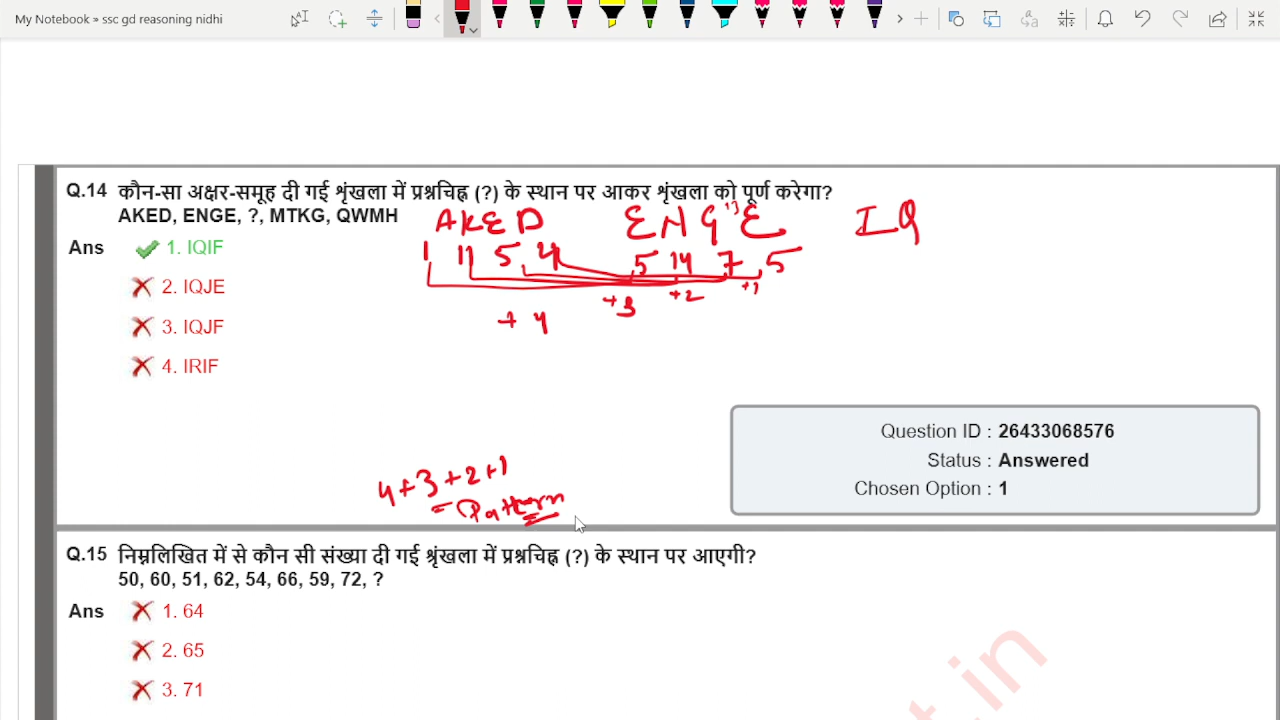 My Notebook » ssc gd reasoning nidhi
Q.14 कौन-सा अक्षर-समूह दी गई शृंखला में प्रश्नचिह्न (?) के स्थान पर आकर शृंखला को पूर्ण करेगा?
AKED, ENGE, ?, MTKG, QWMH
AKED ENGE IQ
13
1 11 5 4 5 14 7 5
+4 +3 +2 +1
Ans 1. IQIF
2. IQJE
3. IQJF
4. IRIF
Question ID : 26433068576
Status : Answered
Chosen Option : 1
4+3+2+1
= Pattern
Q.15 निम्नलिखित में से कौन सी संख्या दी गई श्रृंखला में प्रश्नचिह्न (?) के स्थान पर आएगी?
50, 60, 51, 62, 54, 66, 59, 72, ?
Ans 1. 64
2. 65
3. 71
t.in